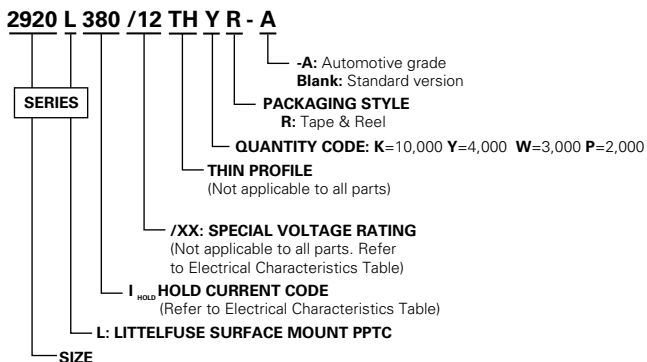 2920 L 380 /12 TH Y R - A
-A: Automotive grade
Blank: Standard version
SERIES
PACKAGING STYLE
R: Tape & Reel
QUANTITY CODE: K=10,000 Y=4,000 W=3,000 P=2,000
THIN PROFILE
(Not applicable to all parts)
/XX: SPECIAL VOLTAGE RATING
(Not applicable to all parts. Refer
to Electrical Characteristics Table)
I HOLD HOLD CURRENT CODE
(Refer to Electrical Characteristics Table)
L: LITTELFUSE SURFACE MOUNT PPTC
SIZE